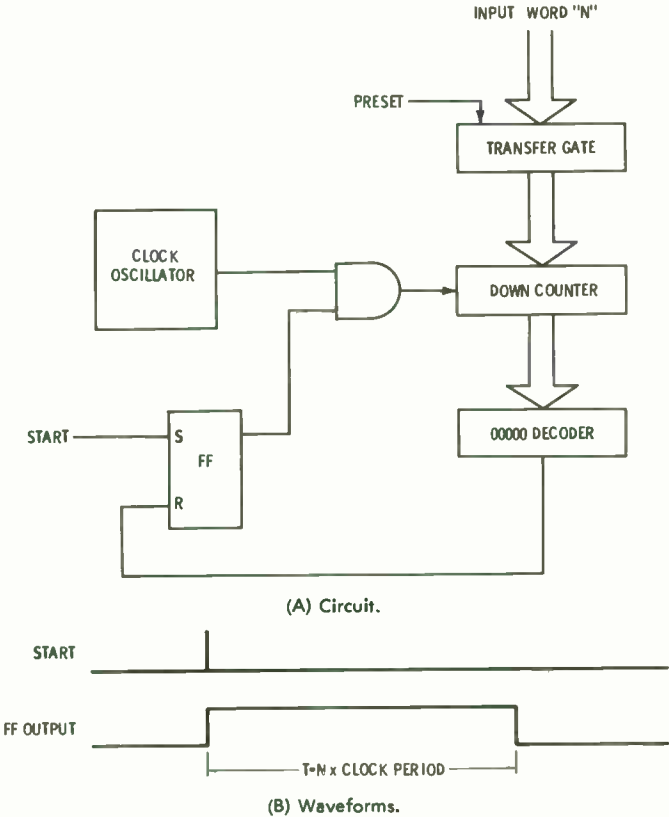 INPUT WORD "N"
PRESET
TRANSFER GATE
CLOCK
OSCILLATOR
DOWN COUNTER
START
S
FF
R
00000 DECODER
(A) Circuit.
START
FF OUTPUT
T=N x CLOCK PERIOD
(B) Waveforms.